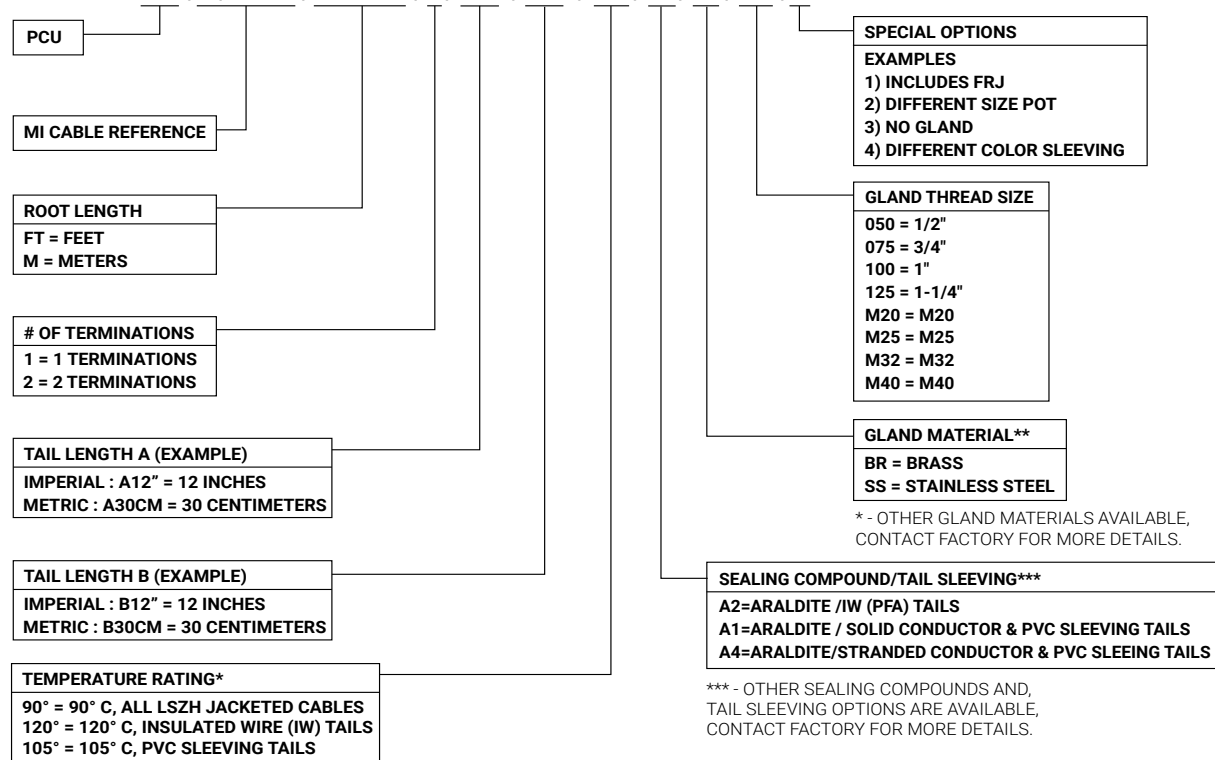 PCU
MI CABLE REFERENCE
ROOT LENGTH
FT = FEET
M = METERS
# OF TERMINATIONS
1 = 1 TERMINATIONS
2 = 2 TERMINATIONS
TAIL LENGTH A (EXAMPLE)
IMPERIAL : A12” = 12 INCHES
METRIC : A30CM = 30 CENTIMETERS
TAIL LENGTH B (EXAMPLE)
IMPERIAL : B12” = 12 INCHES
METRIC : B30CM = 30 CENTIMETERS
TEMPERATURE RATING*
90° = 90° C, ALL LSZH JACKETED CABLES
120° = 120° C, INSULATED WIRE (IW) TAILS
105° = 105° C, PVC SLEEVING TAILS
SPECIAL OPTIONS
EXAMPLES
1) INCLUDES FRJ
2) DIFFERENT SIZE POT
3) NO GLAND
4) DIFFERENT COLOR SLEEVING
GLAND THREAD SIZE
050 = 1/2"
075 = 3/4"
100 = 1"
125 = 1-1/4"
M20 = M20
M25 = M25
M32 = M32
M40 = M40
GLAND MATERIAL**
BR = BRASS
SS = STAINLESS STEEL
* - OTHER GLAND MATERIALS AVAILABLE,
CONTACT FACTORY FOR MORE DETAILS.
SEALING COMPOUND/TAIL SLEEVING***
A2=ARALDITE /IW (PFA) TAILS
A1=ARALDITE / SOLID CONDUCTOR & PVC SLEEVING TAILS
A4=ARALDITE/STRANDED CONDUCTOR & PVC SLEEING TAILS
*** - OTHER SEALING COMPOUNDS AND,
TAIL SLEEVING OPTIONS ARE AVAILABLE,
CONTACT FACTORY FOR MORE DETAILS.